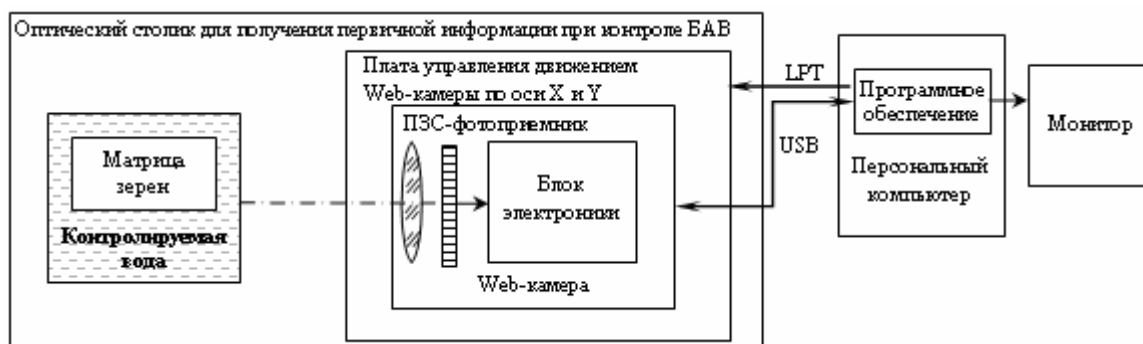 Оптический столик для получения первичной информации при контроле БАВ
Плата управления движением
Web-камеры по оси X и Y
ПЗС-фотоприемник
Матрица
зерен
Контролируемая
вода
Блок
электроники
Web-камера
LPT
USB
Программное
обеспечение
Персональный
компьютер
Монитор